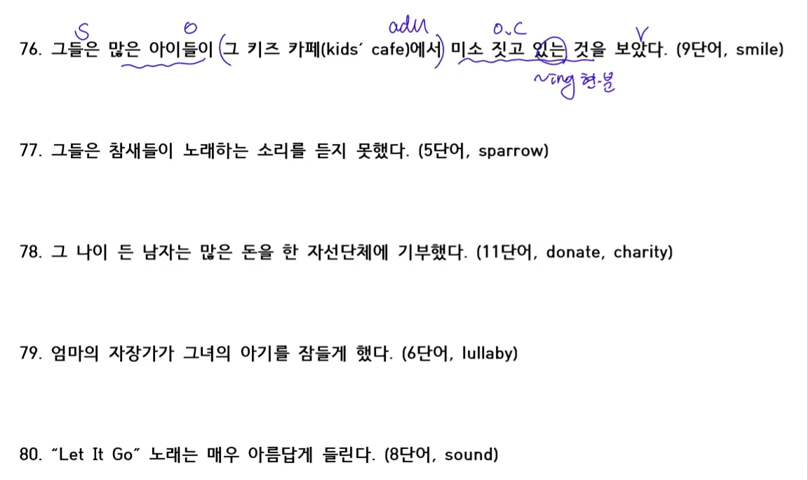 S O adv O.C V
76. 그들은 많은 아이들이 (그 키즈 카페(kids' cafe)에서) 미소 짓고 있는 것을 보았다. (9단어, smile)
~ing 현.분
77. 그들은 참새들이 노래하는 소리를 듣지 못했다. (5단어, sparrow)
78. 그 나이 든 남자는 많은 돈을 한 자선단체에 기부했다. (11단어, donate, charity)
79. 엄마의 자장가가 그녀의 아기를 잠들게 했다. (6단어, lullaby)
80. “Let It Go” 노래는 매우 아름답게 들린다. (8단어, sound)